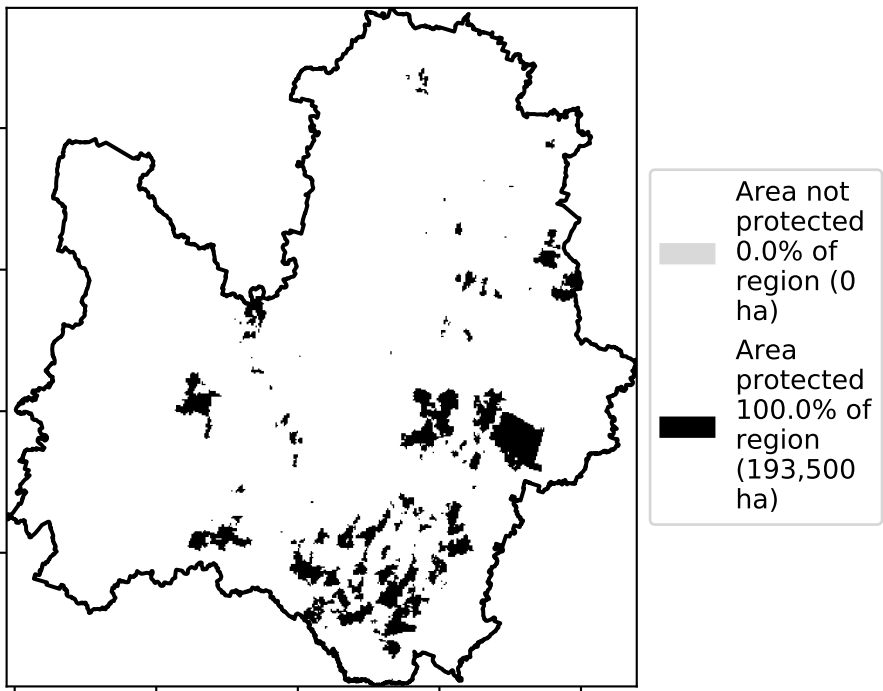 Area not
protected
0.0% of
region (0
ha)
Area
protected
100.0% of
region
(193,500
ha)